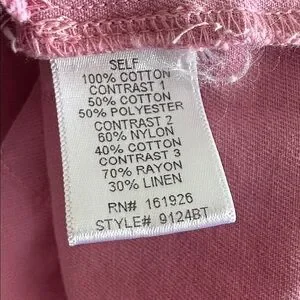 SELF
100% COTTON
CONTRAST 1
50% COTTON
50% POLYESTER
CONTRAST 2
60% NYLON
40% COTTON
CONTRAST 3
70% RAYON
30% LINEN
RN# 161926
STYLE# 9124BT